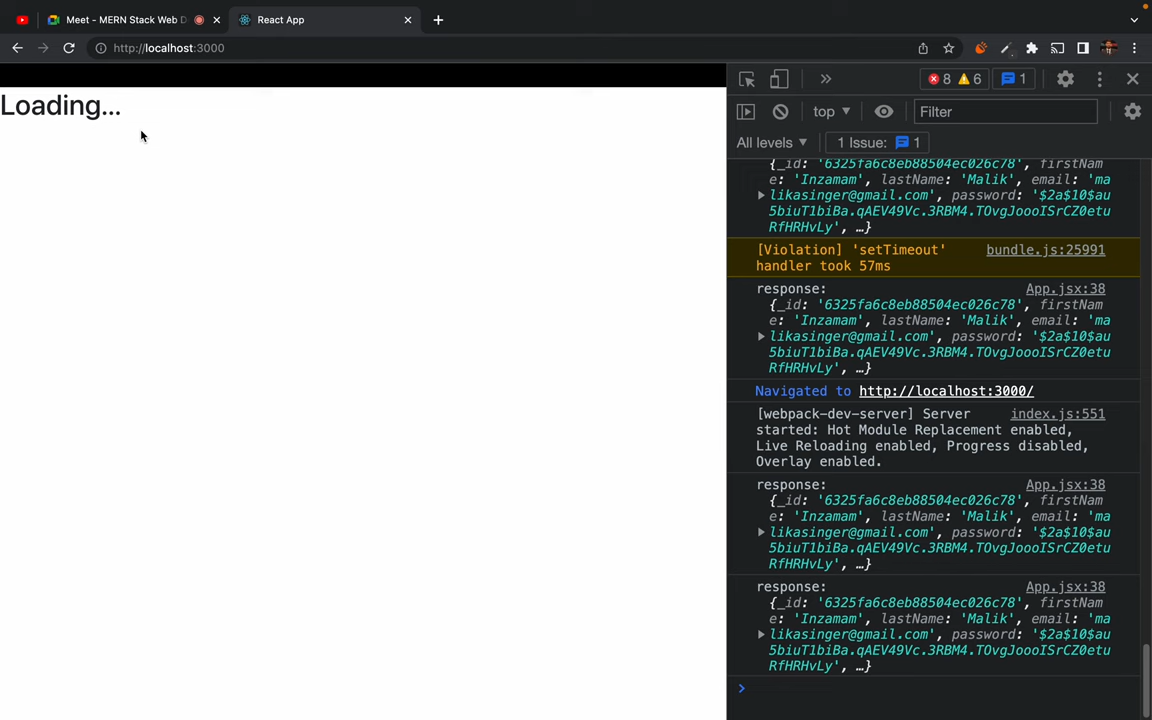 Meet - MERN Stack Web D
React App
http://localhost:3000
Loading...
8 6 1
top
Filter
All levels
1 Issue: 1
{_id: '6325fa6c8eb88504ec026c78', firstNam
e: 'Inzamam', lastName: 'Malik', email: 'ma
likasinger@gmail.com', password: '$2a$10$au
5biuT1biBa.qAEV49Vc.3RBM4.TOvgJoooISrCZ0etu
RfHRHvLy', …}
[Violation] 'setTimeout' bundle.js:25991
handler took 57ms
response: App.jsx:38
{_id: '6325fa6c8eb88504ec026c78', firstNam
e: 'Inzamam', lastName: 'Malik', email: 'ma
likasinger@gmail.com', password: '$2a$10$au
5biuT1biBa.qAEV49Vc.3RBM4.TOvgJoooISrCZ0etu
RfHRHvLy', …}
Navigated to http://localhost:3000/
[webpack-dev-server] Server index.js:551
started: Hot Module Replacement enabled,
Live Reloading enabled, Progress disabled,
Overlay enabled.
response: App.jsx:38
{_id: '6325fa6c8eb88504ec026c78', firstNam
e: 'Inzamam', lastName: 'Malik', email: 'ma
likasinger@gmail.com', password: '$2a$10$au
5biuT1biBa.qAEV49Vc.3RBM4.TOvgJoooISrCZ0etu
RfHRHvLy', …}
response: App.jsx:38
{_id: '6325fa6c8eb88504ec026c78', firstNam
e: 'Inzamam', lastName: 'Malik', email: 'ma
likasinger@gmail.com', password: '$2a$10$au
5biuT1biBa.qAEV49Vc.3RBM4.TOvgJoooISrCZ0etu
RfHRHvLy', …}